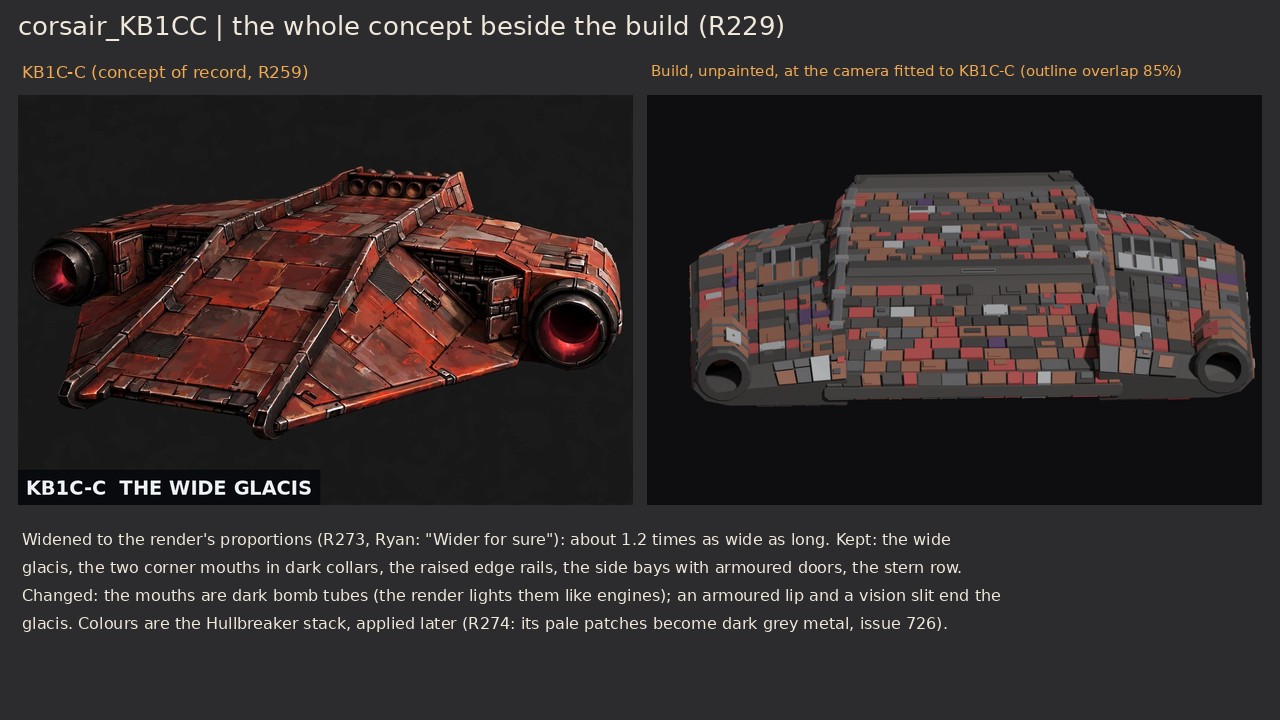 corsair_KB1CC | the whole concept beside the build (R229)
KB1C-C (concept of record, R259)
Build, unpainted, at the camera fitted to KB1C-C (outline overlap 85%)
KB1C-C THE WIDE GLACIS
Widened to the render's proportions (R273, Ryan: "Wider for sure"): about 1.2 times as wide as long. Kept: the wide
glacis, the two corner mouths in dark collars, the raised edge rails, the side bays with armoured doors, the stern row.
Changed: the mouths are dark bomb tubes (the render lights them like engines); an armoured lip and a vision slit end the
glacis. Colours are the Hullbreaker stack, applied later (R274: its pale patches become dark grey metal, issue 726).